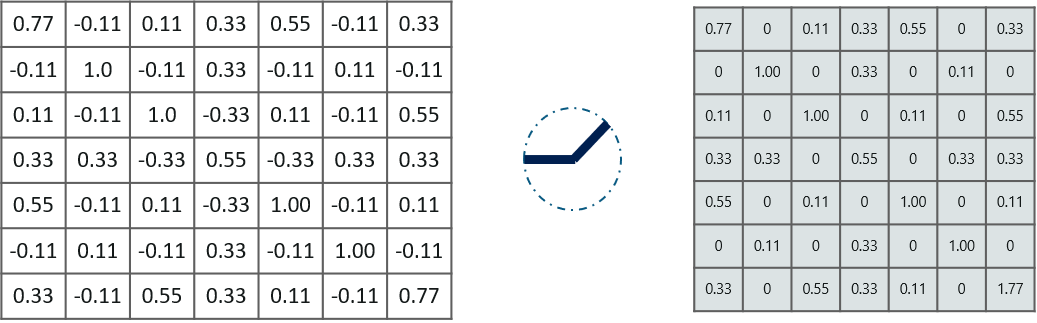 0.77 -0.11 0.11 0.33 0.55 -0.11 0.33
-0.11 1.0 -0.11 0.33 -0.11 0.11 -0.11
0.11 -0.11 1.0 -0.33 0.11 -0.11 0.55
0.33 0.33 -0.33 0.55 -0.33 0.33 0.33
0.55 -0.11 0.11 -0.33 1.00 -0.11 0.11
-0.11 0.11 -0.11 0.33 -0.11 1.00 -0.11
0.33 -0.11 0.55 0.33 0.11 -0.11 0.77
0.77 0 0.11 0.33 0.55 0 0.33
0 1.00 0 0.33 0 0.11 0
0.11 0 1.00 0 0.11 0 0.55
0.33 0.33 0 0.55 0 0.33 0.33
0.55 0 0.11 0 1.00 0 0.11
0 0.11 0 0.33 0 1.00 0
0.33 0 0.55 0.33 0.11 0 1.77